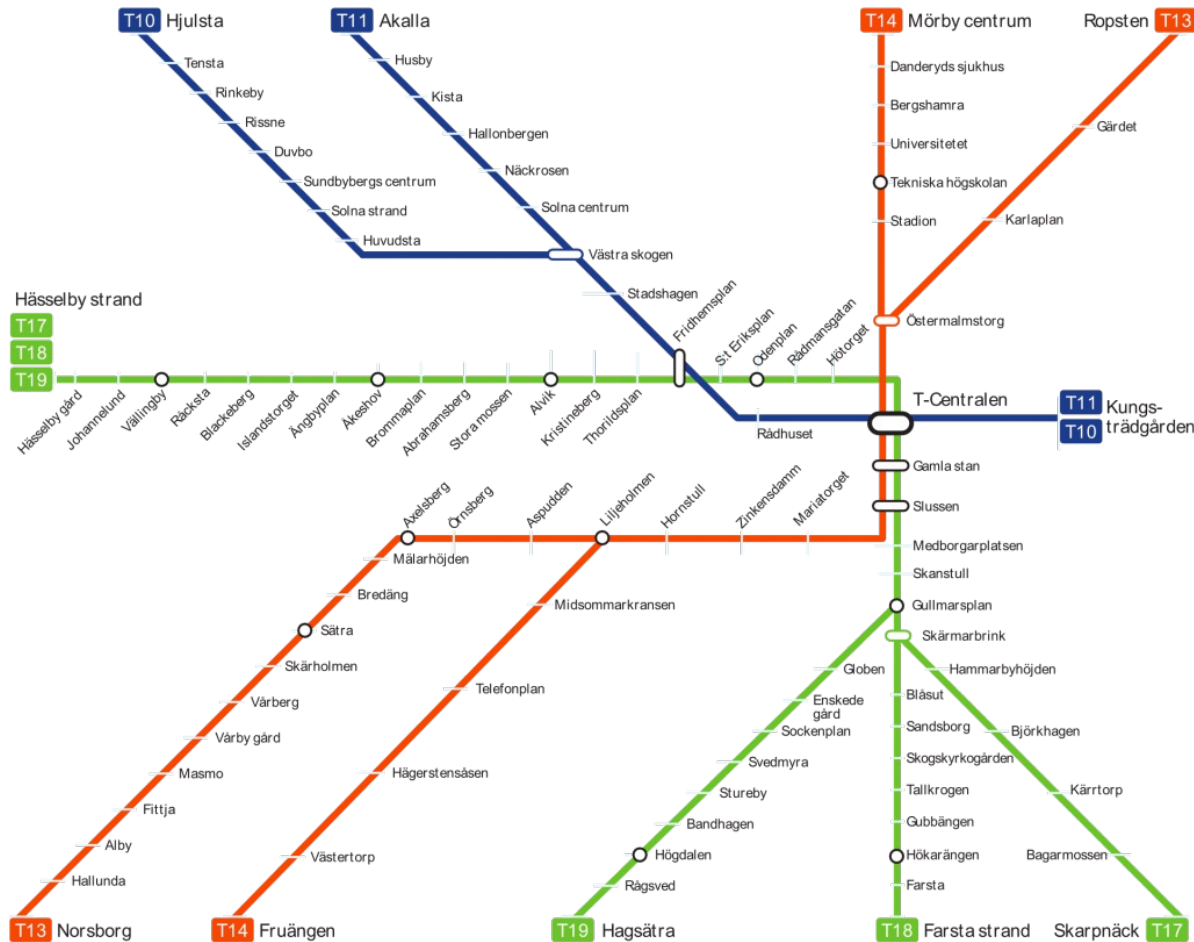 T10 Hjulsta
Tensta
Rinkeby
Rissne
Duvbo
Sundbybergs centrum
Solna strand
Huvudsta
T11 Akalla
Husby
Kista
Hallonbergen
Näckrosen
Solna centrum
Västra skogen
Stadshagen
Fridhemsplan
T14 Mörby centrum
Danderyds sjukhus
Bergshamra
Universitetet
Tekniska högskolan
Stadion
Östermalmstorg
Ropsten T13
Gärdet
Karlaplan
Hässelby strand
T17
T18
T19
Hässelby gård
Johannelund
Vällingby
Råcksta
Blackeberg
Islandstorget
Ängbyplan
Åkeshov
Brommaplan
Abrahamsberg
Stora mossen
Alvik
Kristineberg
Thorildsplan
S:t Eriksplan
Odenplan
Rådmansgatan
Hötorget
T-Centralen
Rådhuset
T11
T10
Kungs-
trädgården
Gamla stan
Slussen
Axelsberg
Örnsberg
Aspudden
Liljeholmen
Hornstull
Zinkensdamm
Mariatorget
Mälarhöjden
Bredäng
Sätra
Skärholmen
Vårberg
Vårby gård
Masmo
Fittja
Alby
Hallunda
T13 Norsborg
Midsommarkransen
Telefonplan
Hägerstensåsen
Västertorp
T14 Fruängen
Medborgarplatsen
Skanstull
Gullmarsplan
Skärmarbrink
Globen
Enskede
gård
Sockenplan
Svedmyra
Stureby
Bandhagen
Högdalen
Rågsved
T19 Hagsätra
Blåsut
Sandsborg
Skogskyrkogården
Tallkrogen
Gubbängen
Hökarängen
Farsta
T18 Farsta strand
Hammarbyhöjden
Björkhagen
Kärrtorp
Bagarmossen
Skarpnäck T17